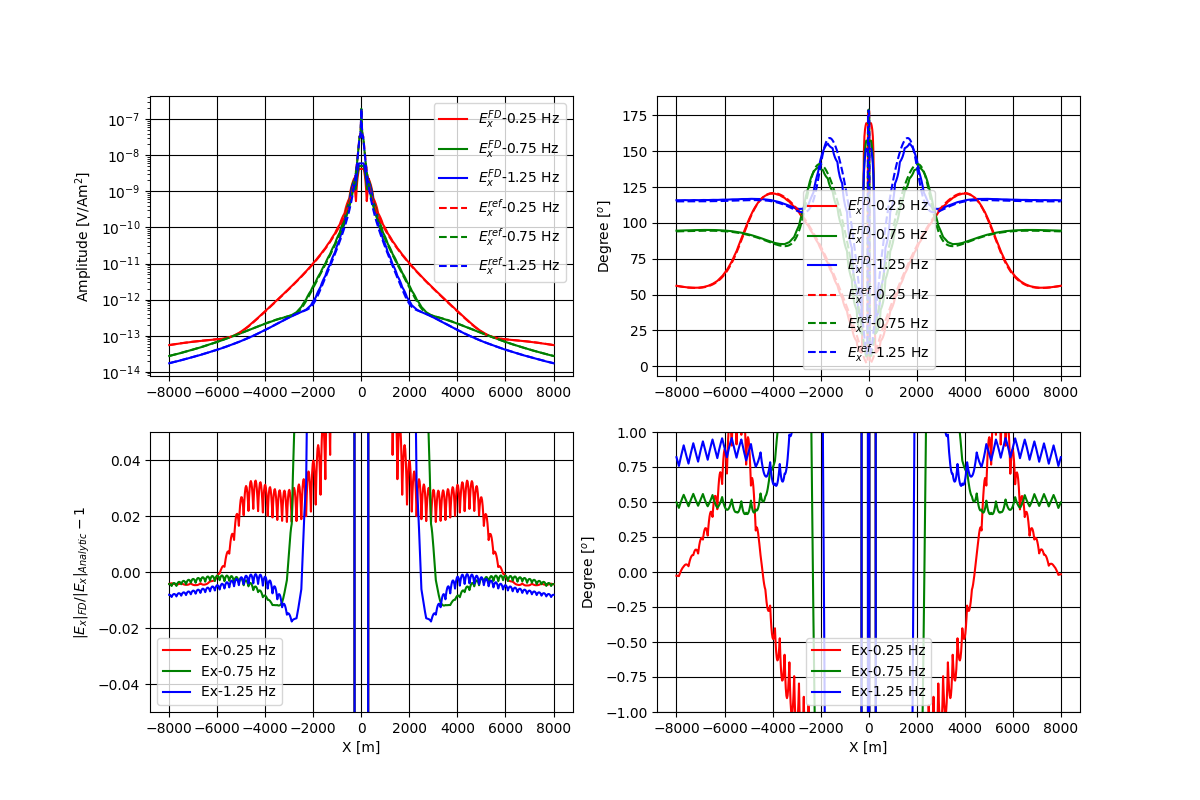 Amplitude [V/Am²]
10⁻⁷
10⁻⁸
10⁻⁹
10⁻¹⁰
10⁻¹¹
10⁻¹²
10⁻¹³
10⁻¹⁴
−8000 −6000 −4000 −2000 0 2000 4000 6000 8000
E_x^{FD}-0.25 Hz
E_x^{FD}-0.75 Hz
E_x^{FD}-1.25 Hz
E_x^{ref}-0.25 Hz
E_x^{ref}-0.75 Hz
E_x^{ref}-1.25 Hz
Degree [°]
175
150
125
100
75
50
25
0
−8000 −6000 −4000 −2000 0 2000 4000 6000 8000
E_x^{FD}-0.25 Hz
E_x^{FD}-0.75 Hz
E_x^{FD}-1.25 Hz
E_x^{ref}-0.25 Hz
E_x^{ref}-0.75 Hz
E_x^{ref}-1.25 Hz
|E_x|_{FD}/|E_x|_{Analytic} − 1
0.04
0.02
0.00
−0.02
−0.04
−8000 −6000 −4000 −2000 0 2000 4000 6000 8000
X [m]
Ex-0.25 Hz
Ex-0.75 Hz
Ex-1.25 Hz
Degree [°]
1.00
0.75
0.50
0.25
0.00
−0.25
−0.50
−0.75
−1.00
−8000 −6000 −4000 −2000 0 2000 4000 6000 8000
X [m]
Ex-0.25 Hz
Ex-0.75 Hz
Ex-1.25 Hz